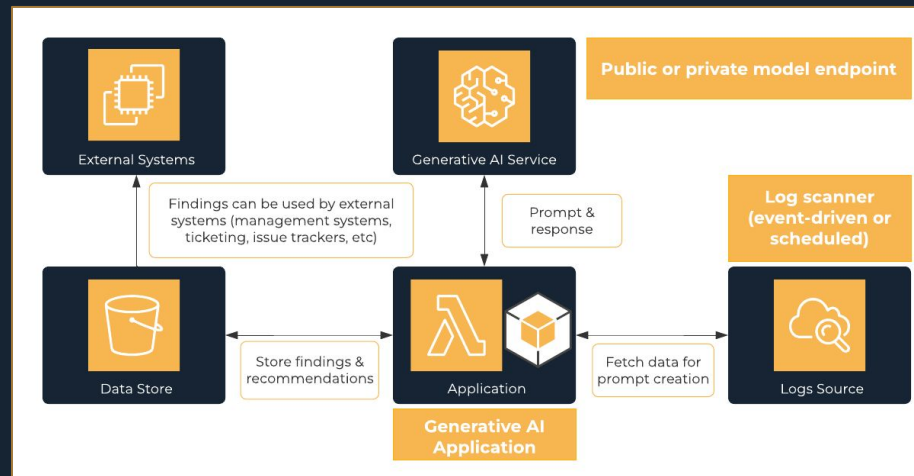 Public or private model endpoint
External Systems
Generative AI Service
Findings can be used by external
systems (management systems,
ticketing, issue trackers, etc)
Prompt &
response
Log scanner
(event-driven or
scheduled)
Data Store
Store findings &
recommendations
Application
Fetch data for
prompt creation
Logs Source
Generative AI
Application